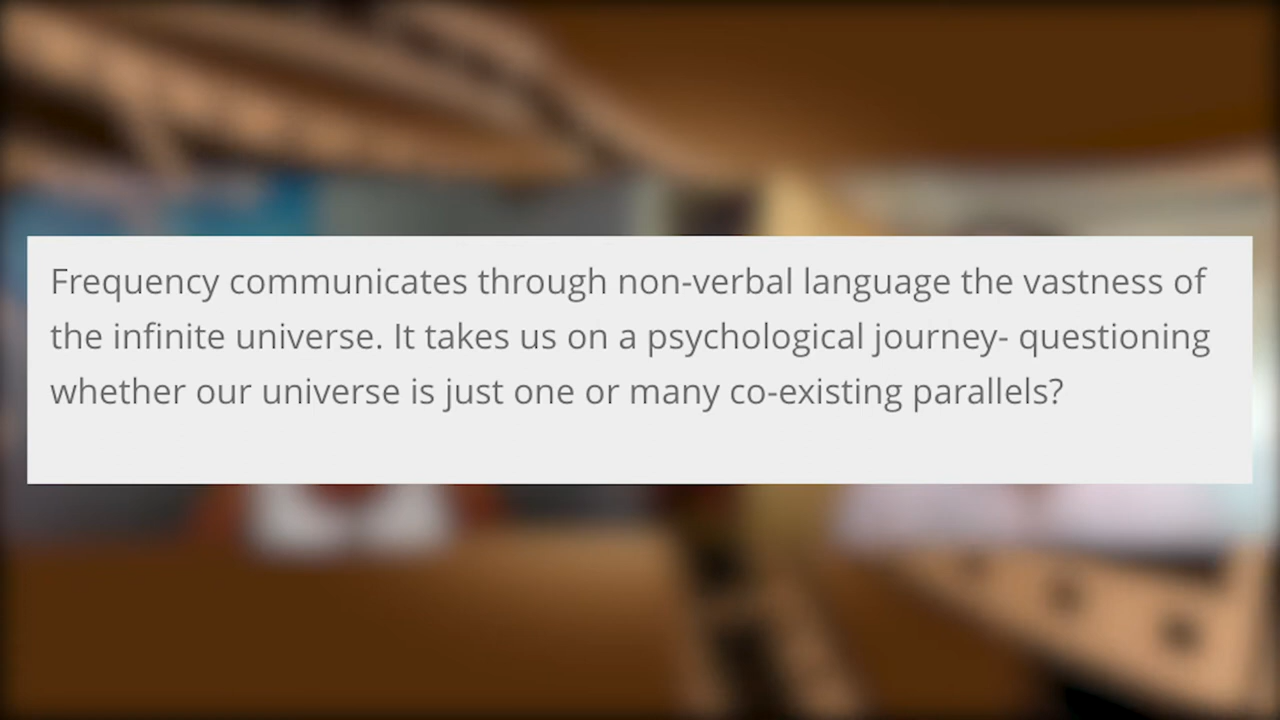 Frequency communicates through non-verbal language the vastness of
the infinite universe. It takes us on a psychological journey- questioning
whether our universe is just one or many co-existing parallels?